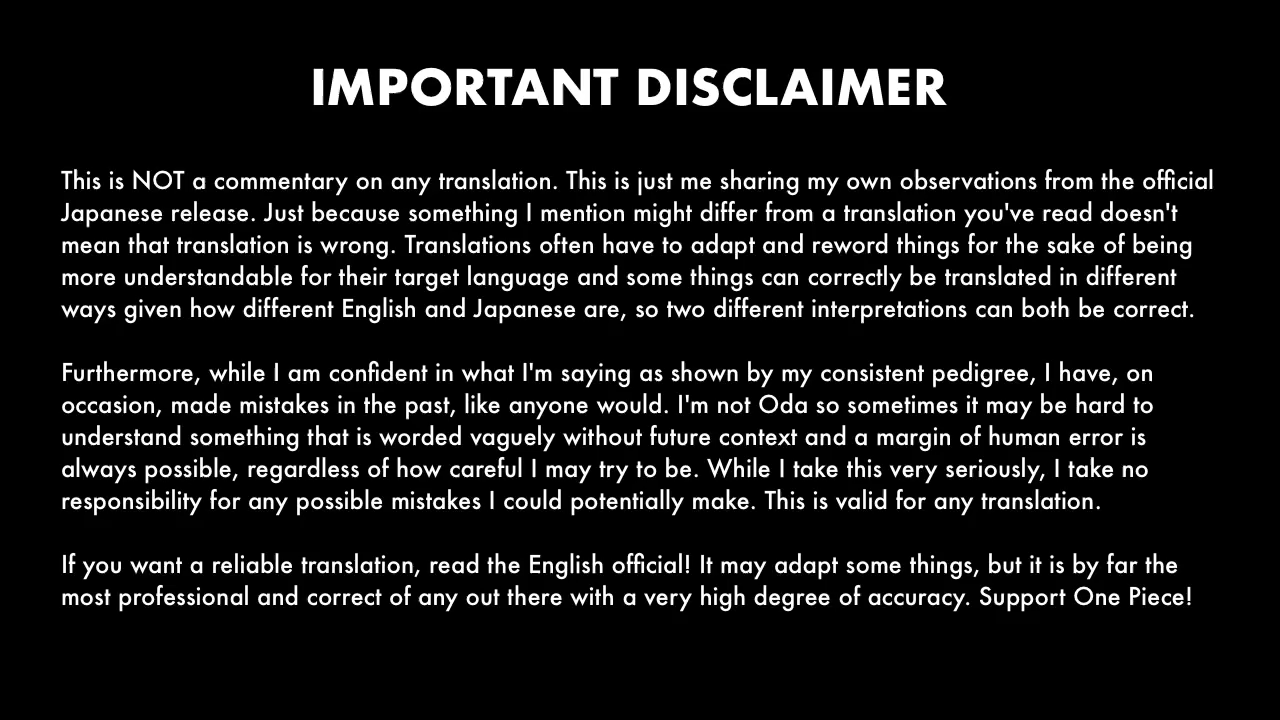 IMPORTANT DISCLAIMER
This is NOT a commentary on any translation. This is just me sharing my own observations from the official
Japanese release. Just because something I mention might differ from a translation you've read doesn't
mean that translation is wrong. Translations often have to adapt and reword things for the sake of being
more understandable for their target language and some things can correctly be translated in different
ways given how different English and Japanese are, so two different interpretations can both be correct.
Furthermore, while I am confident in what I'm saying as shown by my consistent pedigree, I have, on
occasion, made mistakes in the past, like anyone would. I'm not Oda so sometimes it may be hard to
understand something that is worded vaguely without future context and a margin of human error is
always possible, regardless of how careful I may try to be. While I take this very seriously, I take no
responsibility for any possible mistakes I could potentially make. This is valid for any translation.
If you want a reliable translation, read the English official! It may adapt some things, but it is by far the
most professional and correct of any out there with a very high degree of accuracy. Support One Piece!